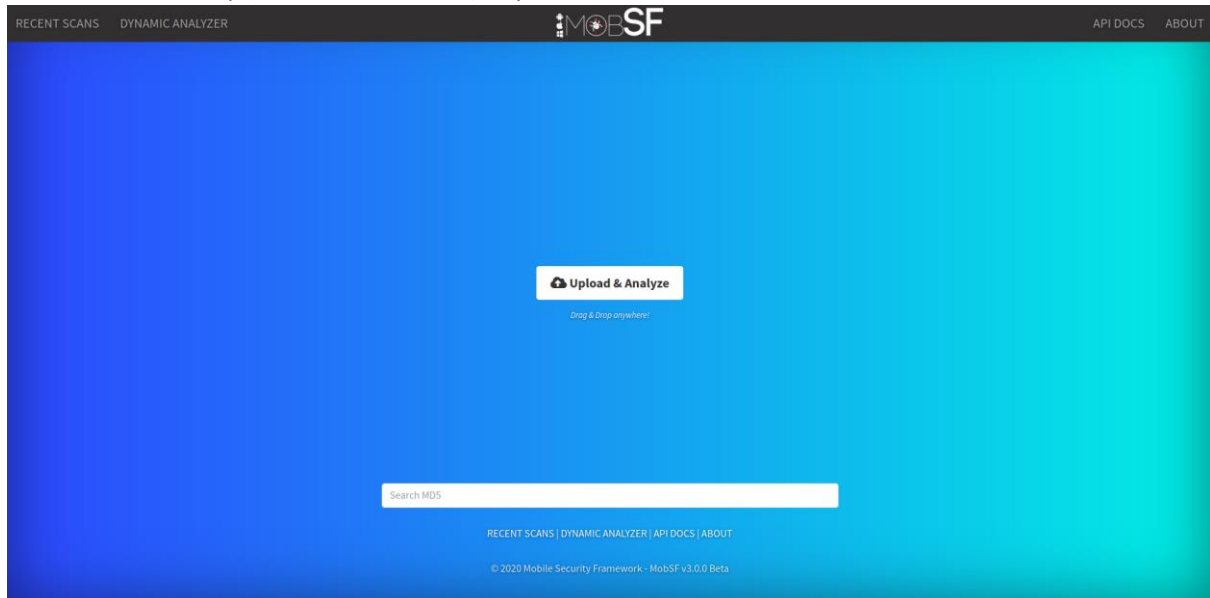 RECENT SCANS DYNAMIC ANALYZER MOBSF API DOCS ABOUT
Upload & Analyze
Drag & Drop anywhere!
Search MD5
RECENT SCANS | DYNAMIC ANALYZER | API DOCS | ABOUT
© 2020 Mobile Security Framework - MobSF v3.0.0 Beta